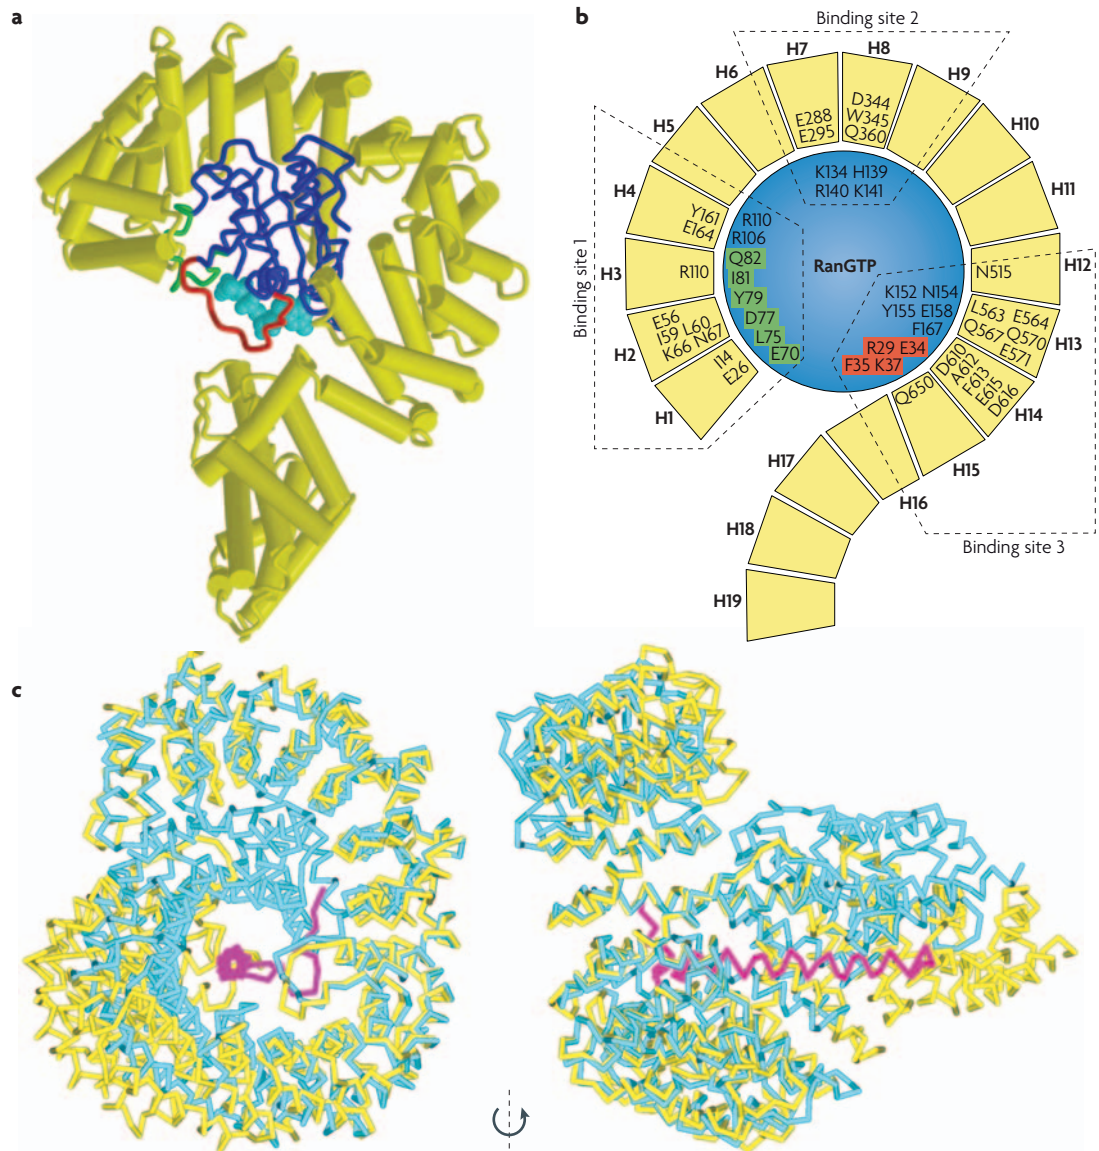 a
b
Binding site 2
H7
H8
H6
H9
D344
W345
Q360
E288
E295
H5
H10
K134 H139
R140 K141
H4
H11
Y161
E164
R110
R106
Binding site 1
Q82
RanGTP
H3
R110
I81
N515
H12
Y79
K152 N154
Y155 E158
F167
D77
L563 E564
Q567 Q570
E571
H13
E56
I59 L60
K66 N67
L75
R29 E34
H2
E70
F35 K37
I14
E26
D610
A612
F613
E615
D616
Q650
H14
H1
H15
H17
H16
H18
Binding site 3
H19
c